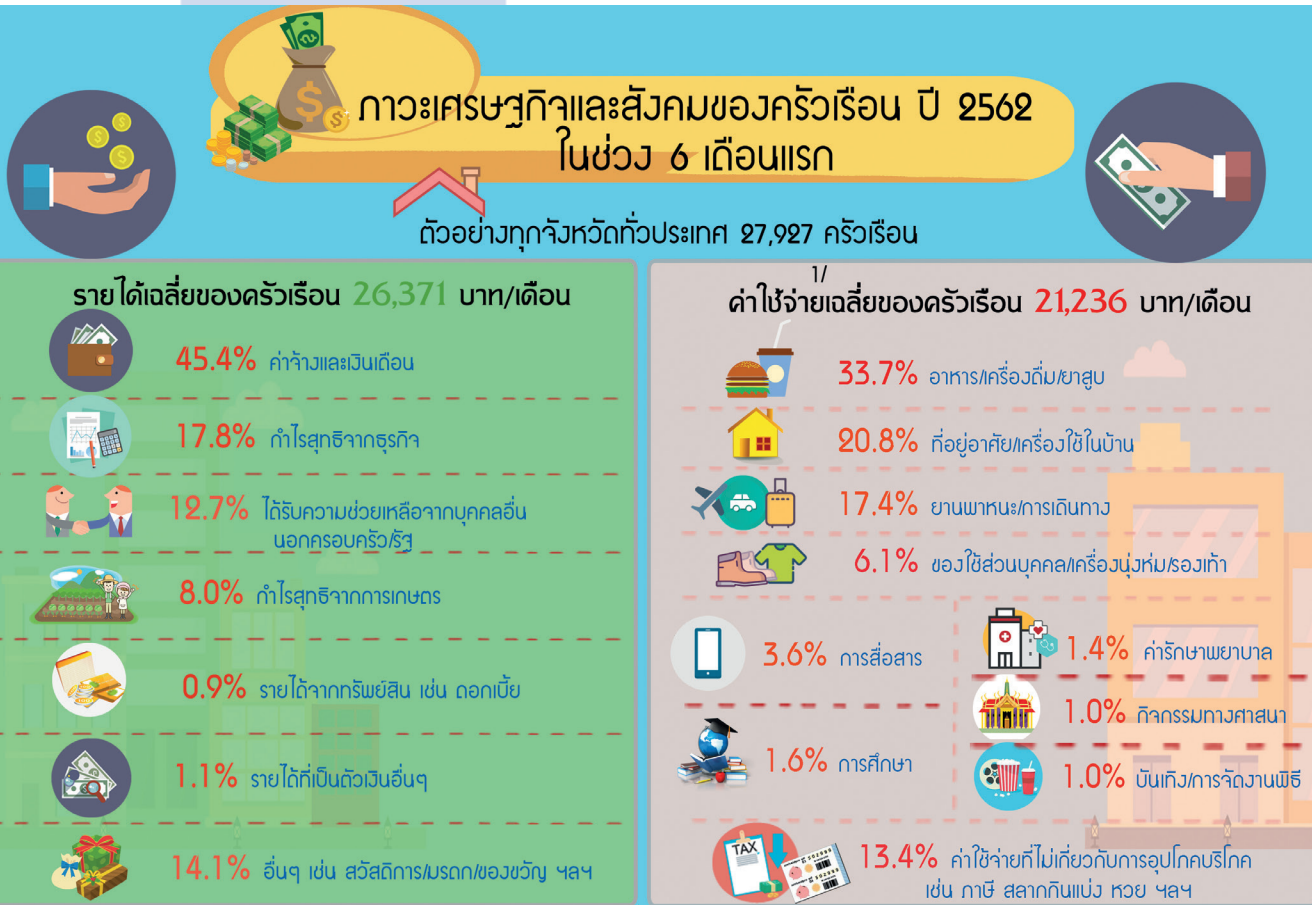 ภาวะเศรษฐกิจและสังคมของครัวเรือน ปี 2562
ในช่วง 6 เดือนแรก
ตัวอย่างทุกจังหวัดทั่วประเทศ 27,927 ครัวเรือน
รายได้เฉลี่ยของครัวเรือน 26,371 บาท/เดือน
45.4% ค่าจ้างและเงินเดือน
17.8% กำไรสุทธิจากธุรกิจ
12.7% ได้รับความช่วยเหลือจากบุคคลอื่น
นอกครอบครัว/รัฐ
8.0% กำไรสุทธิจากการเกษตร
0.9% รายได้จากทรัพย์สิน เช่น ดอกเบี้ย
1.1% รายได้ที่เป็นตัวเงินอื่นๆ
14.1% อื่นๆ เช่น สวัสดิการ/มรดก/ของขวัญ ฯลฯ
1/
ค่าใช้จ่ายเฉลี่ยของครัวเรือน 21,236 บาท/เดือน
33.7% อาหาร/เครื่องดื่ม/ยาสูบ
20.8% ที่อยู่อาศัย/เครื่องใช้ในบ้าน
17.4% ยานพาหนะ/การเดินทาง
6.1% ของใช้ส่วนบุคคล/เครื่องนุ่งห่ม/รองเท้า
3.6% การสื่อสาร
1.6% การศึกษา
1.4% ค่ารักษาพยาบาล
1.0% กิจกรรมทางศาสนา
1.0% บันเทิง/การจัดงานพิธี
TAX
13.4% ค่าใช้จ่ายที่ไม่เกี่ยวกับการอุปโภคบริโภค
เช่น ภาษี สลากกินแบ่ง หวย ฯลฯ